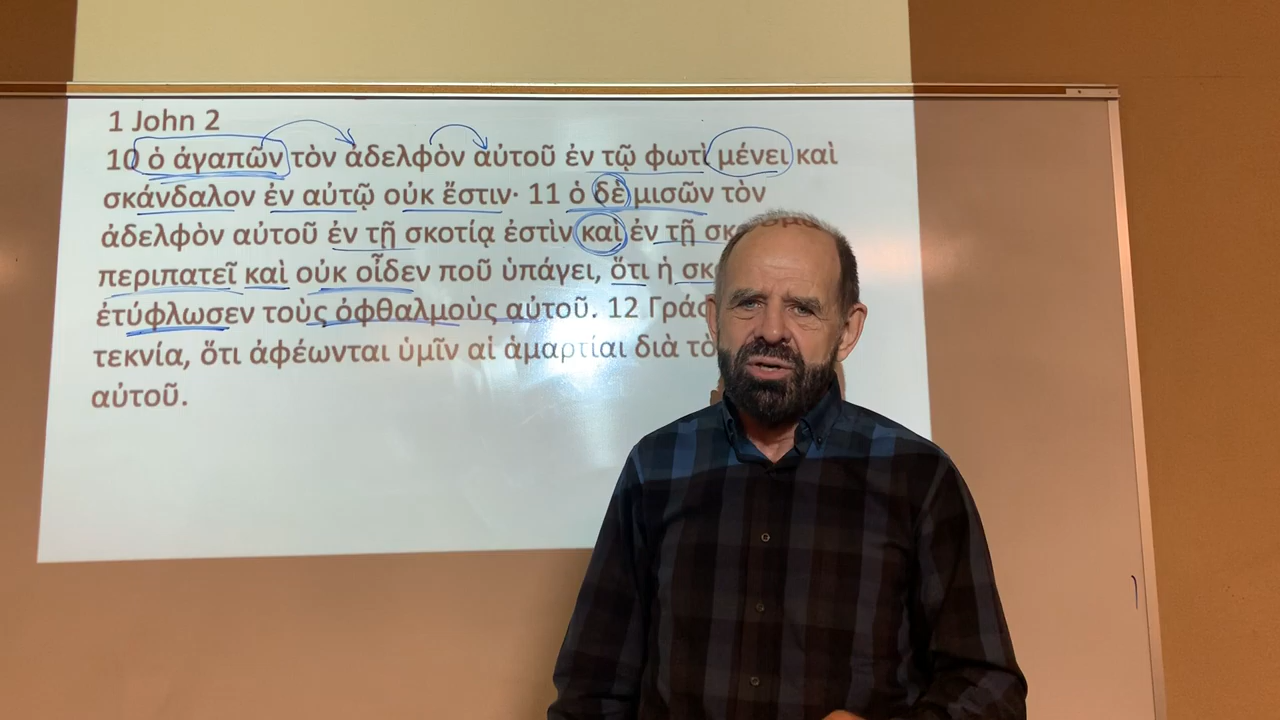 1 John 2
10 ὁ ἀγαπῶν τὸν ἀδελφὸν αὐτοῦ ἐν τῷ φωτὶ μένει καὶ
σκάνδαλον ἐν αὐτῷ οὐκ ἔστιν· 11 ὁ δὲ μισῶν τὸν
ἀδελφὸν αὐτοῦ ἐν τῇ σκοτίᾳ ἐστὶν καὶ ἐν τῇ
περιπατεῖ καὶ οὐκ οἶδεν ποῦ ὑπάγει, ὅτι ἡ
ἐτύφλωσεν τοὺς ὀφθαλμοὺς αὐτοῦ. 12
τεκνία, ὅτι ἀφέωνται ὑμῖν αἱ ἁμαρτίαι διὰ τὸ
αὐτοῦ.